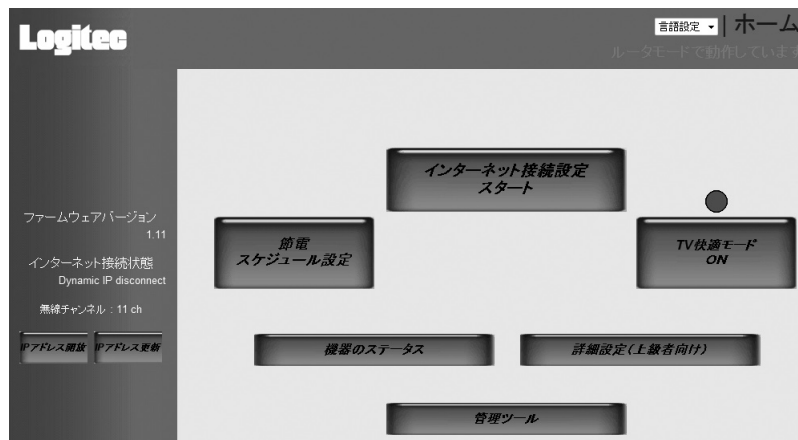 Logitec
言語設定
ホーム
ルータモードで動作しています
インターネット接続設定
スタート
節電
スケジュール設定
TV快適モード
ON
ファームウェアバージョン
1.11
インターネット接続状態
Dynamic IP disconnect
無線チャンネル : 11 ch
IPアドレス開放
IPアドレス更新
機器のステータス
詳細設定(上級者向け)
管理ツール